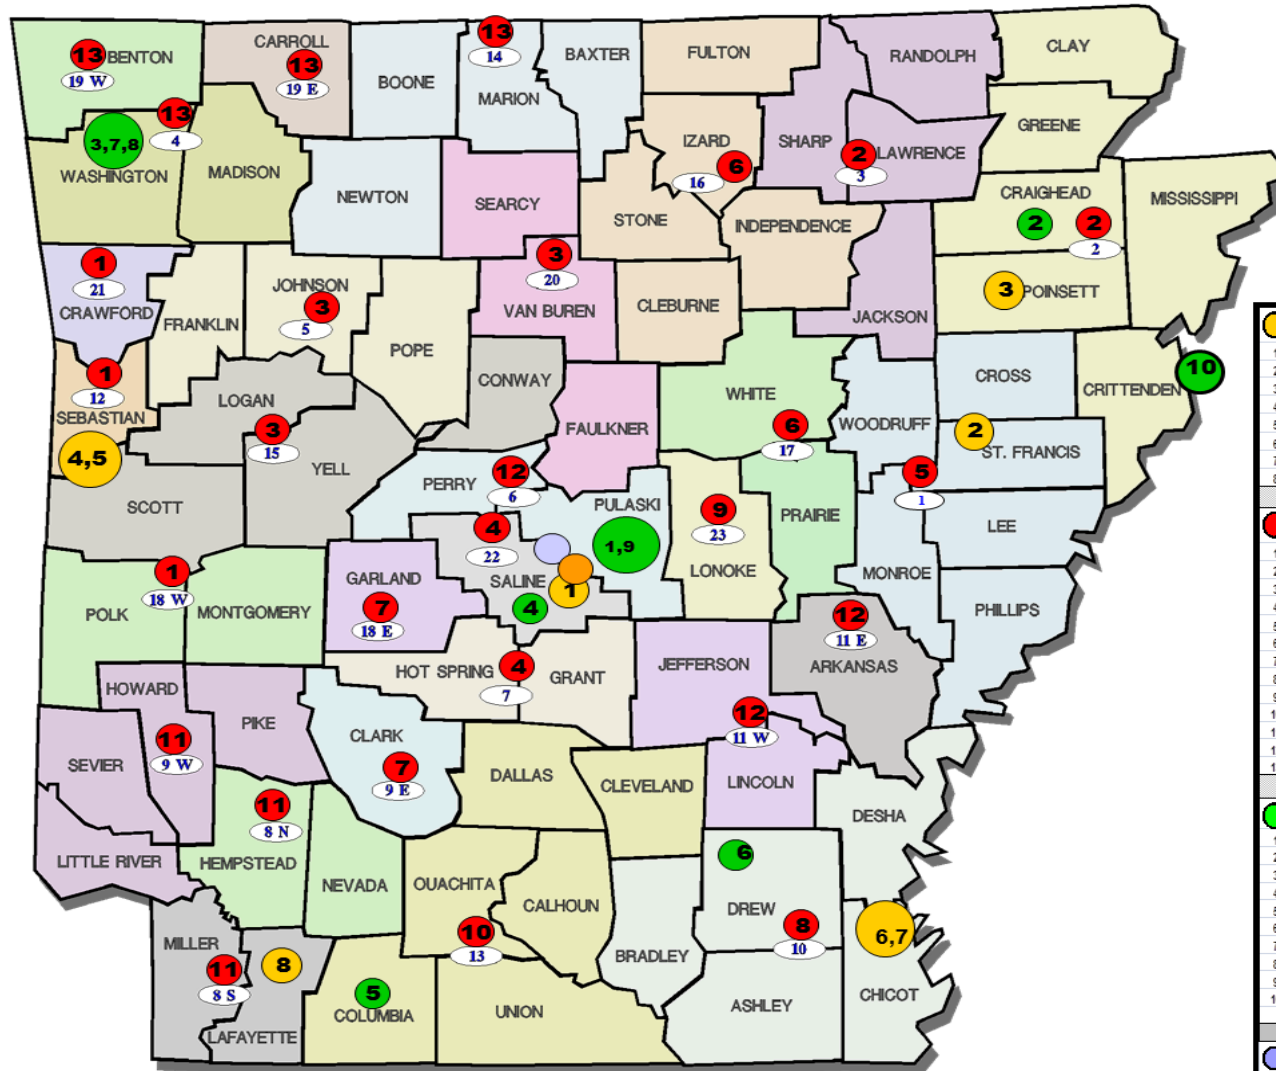 13
CARROLL
13
13
BENTON
19 W
19 E
BOONE
14
MARION
BAXTER
FULTON
RANDOLPH
CLAY
13
4
3,7,8
WASHINGTON
MADISON
NEWTON
SEARCY
STONE
IZARD
6
16
SHARP
2
LAWRENCE
3
GREENE
CRAIGHEAD
2
2
2
MISSISSIPPI
INDEPENDENCE
1
21
CRAWFORD
FRANKLIN
JOHNSON
3
5
POPE
3
20
VAN BUREN
CLEBURNE
JACKSON
3
POINSETT
1
12
SEBASTIAN
4,5
LOGAN
3
15
YELL
CONWAY
FAULKNER
WHITE
6
17
WOODRUFF
CROSS
CRITTENDEN
10
2
ST. FRANCIS
5
1
SCOTT
PERRY
12
6
PULASKI
1,9
9
23
LONOKE
PRAIRIE
LEE
MONROE
PHILLIPS
4
22
SALINE
1
4
1
18 W
POLK
MONTGOMERY
GARLAND
7
18 E
HOT SPRING
4
7
GRANT
JEFFERSON
12
11 W
12
11 E
ARKANSAS
HOWARD
11
9 W
PIKE
CLARK
7
9 E
SEVIER
DALLAS
CLEVELAND
LINCOLN
DESHA
LITTLE RIVER
11
8 N
HEMPSTEAD
NEVADA
OUACHITA
CALHOUN
10
13
BRADLEY
6
DREW
8
10
6,7
CHICOT
MILLER
11
8 S
8
LAFAYETTE
5
COLUMBIA
UNION
ASHLEY